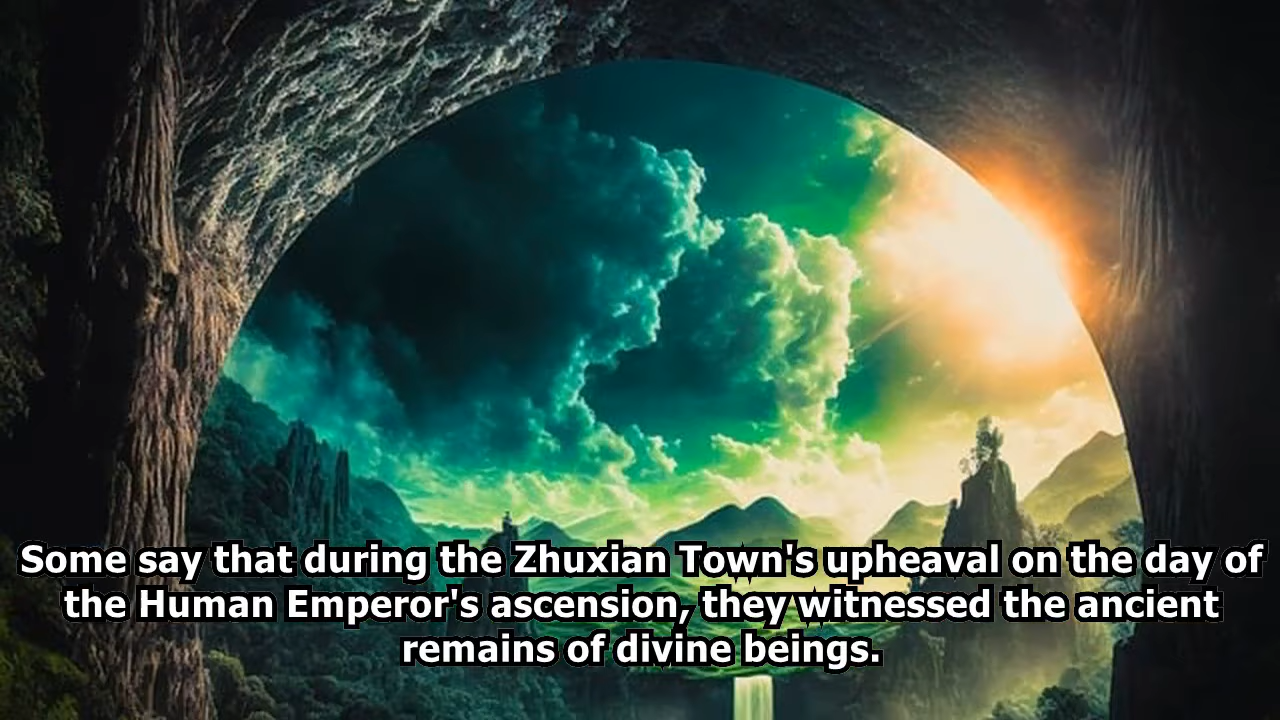 Some say that during the Zhuxian Town's upheaval on the day of
the Human Emperor's ascension, they witnessed the ancient
remains of divine beings.